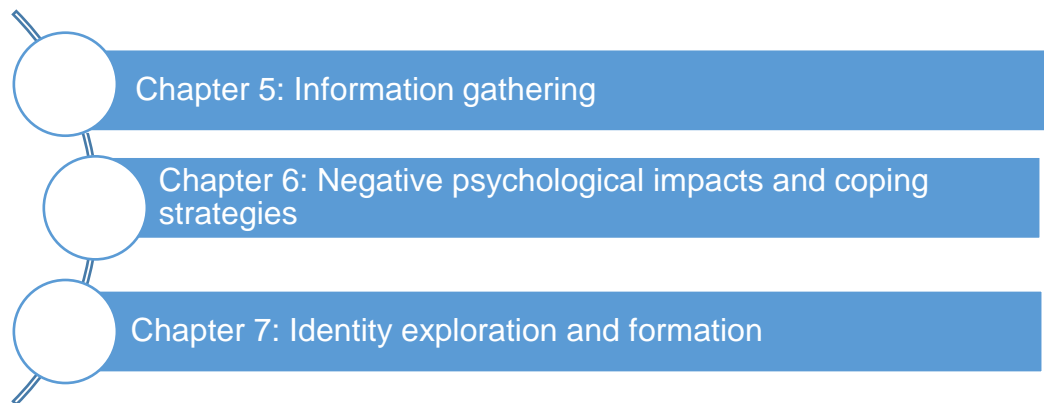 Chapter 5: Information gathering
Chapter 6: Negative psychological impacts and coping
strategies
Chapter 7: Identity exploration and formation